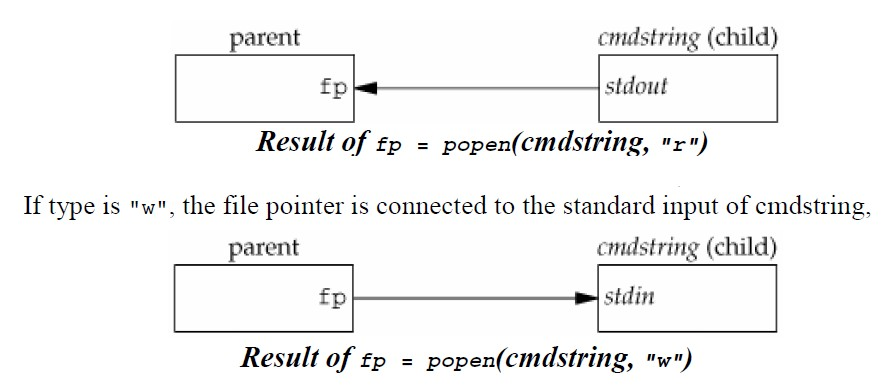 parent cmdstring (child)
fp stdout
Result of fp = popen(cmdstring, "r")
If type is "w", the file pointer is connected to the standard input of cmdstring,
parent cmdstring (child)
fp stdin
Result of fp = popen(cmdstring, "w")